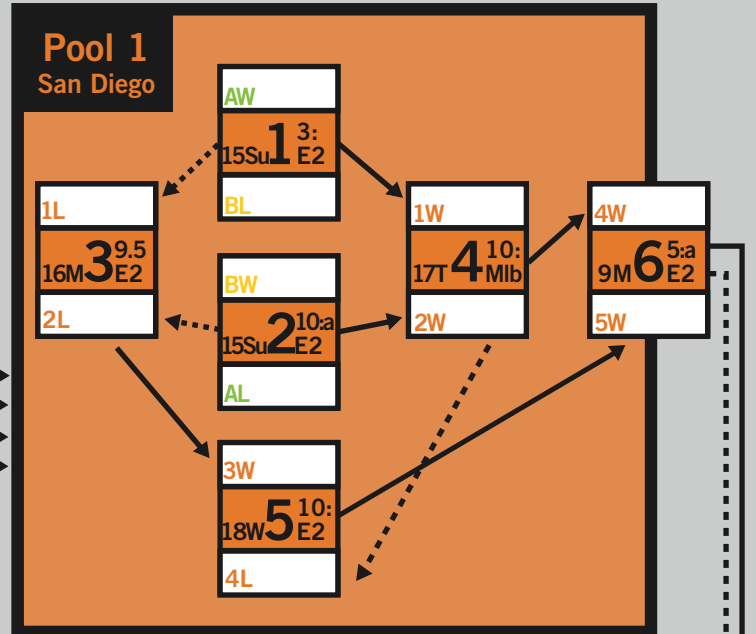 Pool 1
San Diego
AW
15Su 1 3: E2
BL
1L
16M 3 9.5 E2
2L
BW
15Su 2 10:a E2
AL
1W
17T 4 10: Mlb
2W
4W
9M 6 5:a E2
5W
3W
18W 5 10: E2
4L